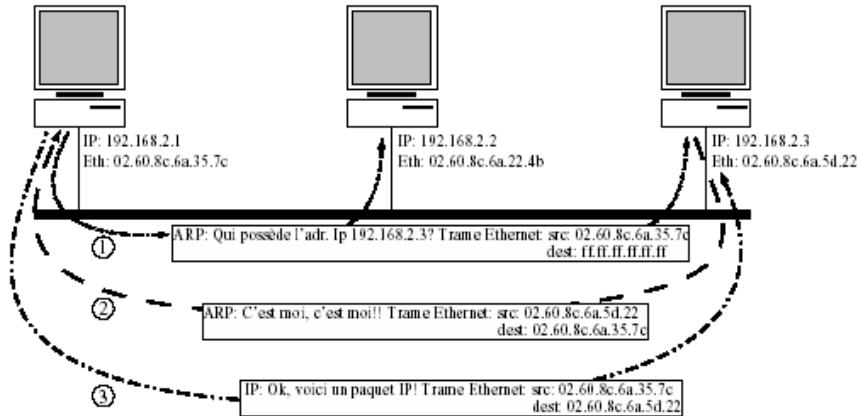 IP: 192.168.2.1
Eth: 02.60.8c.6a.35.7c
IP: 192.168.2.2
Eth: 02.60.8c.6a.22.4b
IP: 192.168.2.3
Eth: 02.60.8c.6a.5d.22
1
ARP: Qui possède l'adr. Ip 192.168.2.3? Trame Ethernet: src: 02.60.8c.6a.35.7c
dest: ff.ff.ff.ff.ff.ff
2
ARP: C'est moi, c'est moi!! Trame Ethernet: src: 02.60.8c.6a.5d.22
dest: 02.60.8c.6a.35.7c
3
IP: Ok, voici un paquet IP! Trame Ethernet: src: 02.60.8c.6a.35.7c
dest: 02.60.8c.6a.5d.22